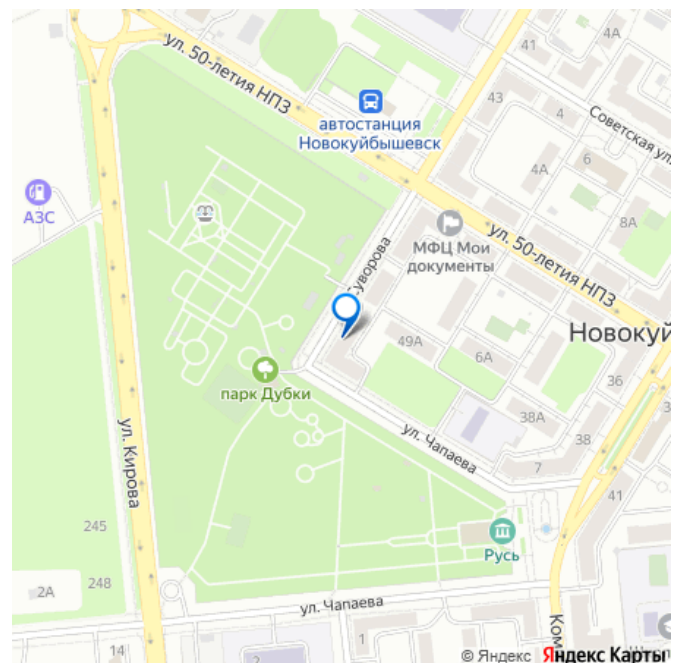 4А
41
ул. 50-летия НПЗ
43
автостанция
Новокуйбышевск
4
Советская ул.
4А
6
АЗС
8А
МФЦ Мои
документы
ул. 50-летия НПЗ
Суворова
49А
6А
Новокуй
36
парк Дубки
38А
38
ул. Чапаева
7
ул. Кирова
41
245
Русь
2А
248
ул. Чапаева
14
1
2
Ком
© Яндекс Яндекс Карты